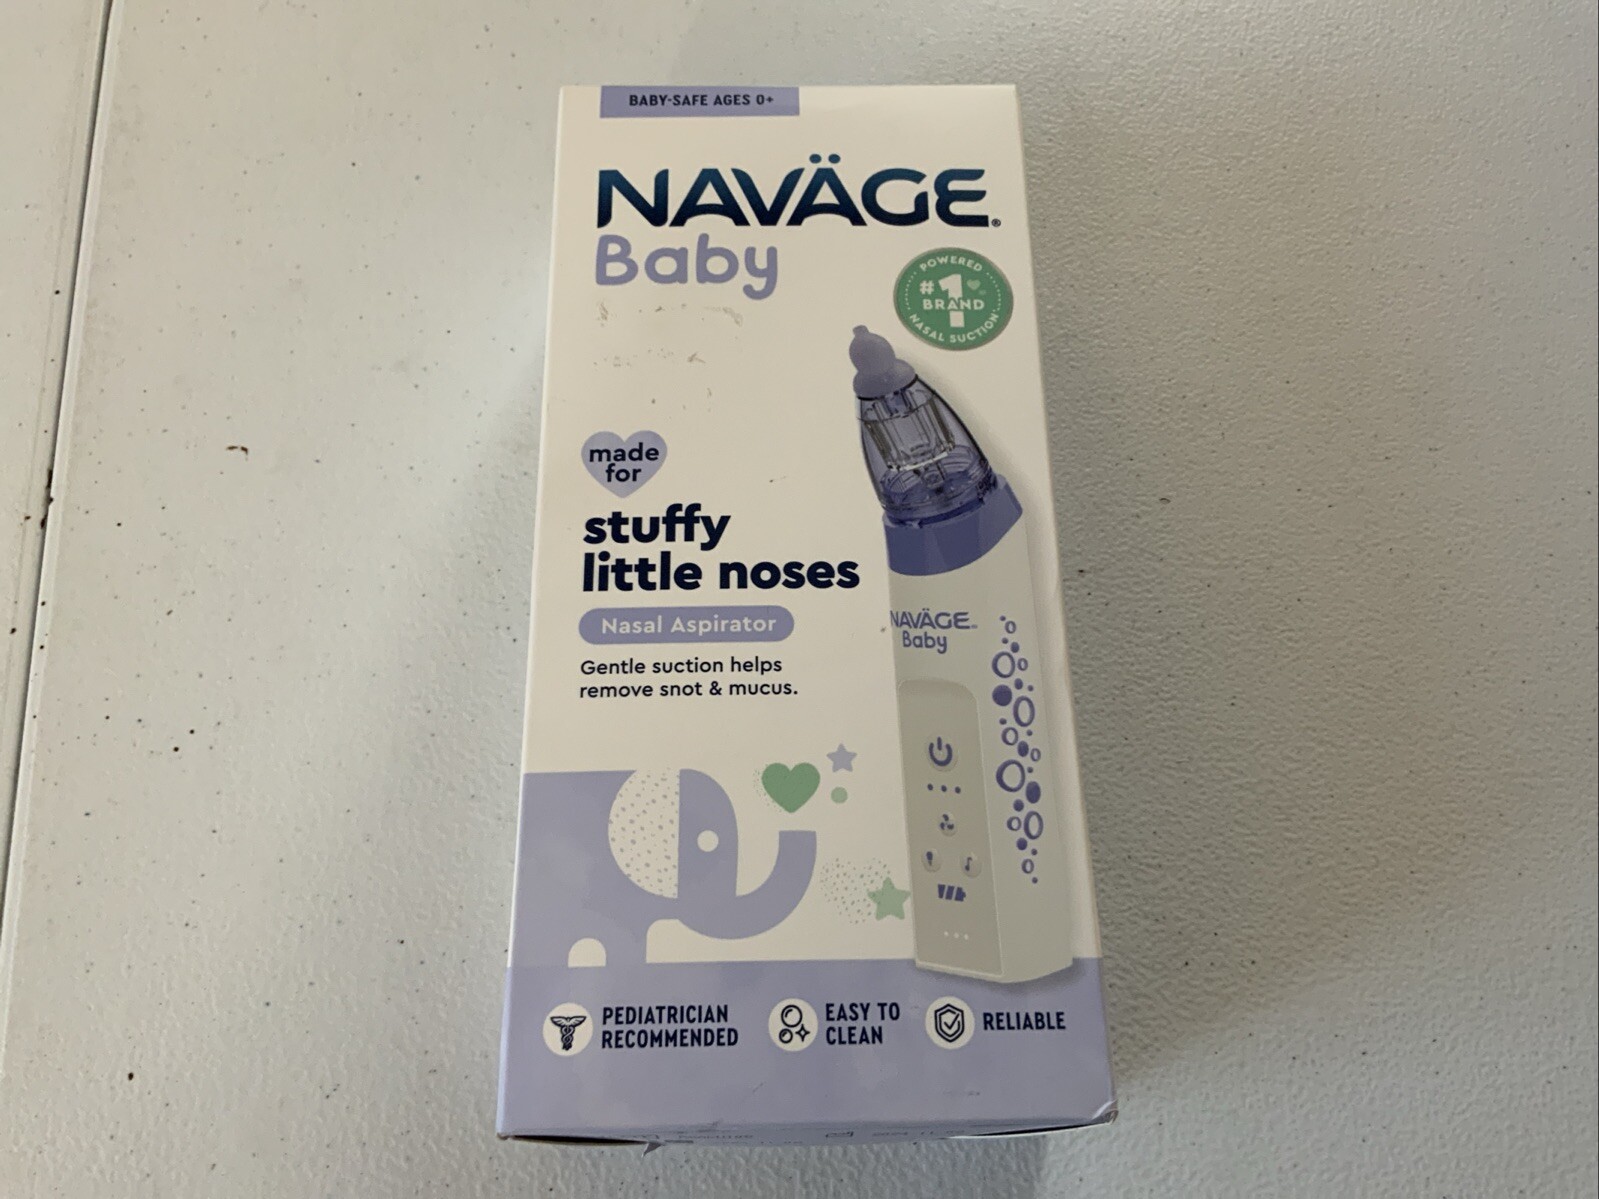 BABY-SAFE AGES 0+
NAVÄGE®
Baby
POWERED
#1
BRAND
NASAL SUCTION
made
for
stuffy
little noses
Nasal Aspirator
Gentle suction helps
remove snot & mucus.
NAVÄGE™
Baby
PEDIATRICIAN
RECOMMENDED
EASY TO
CLEAN
RELIABLE